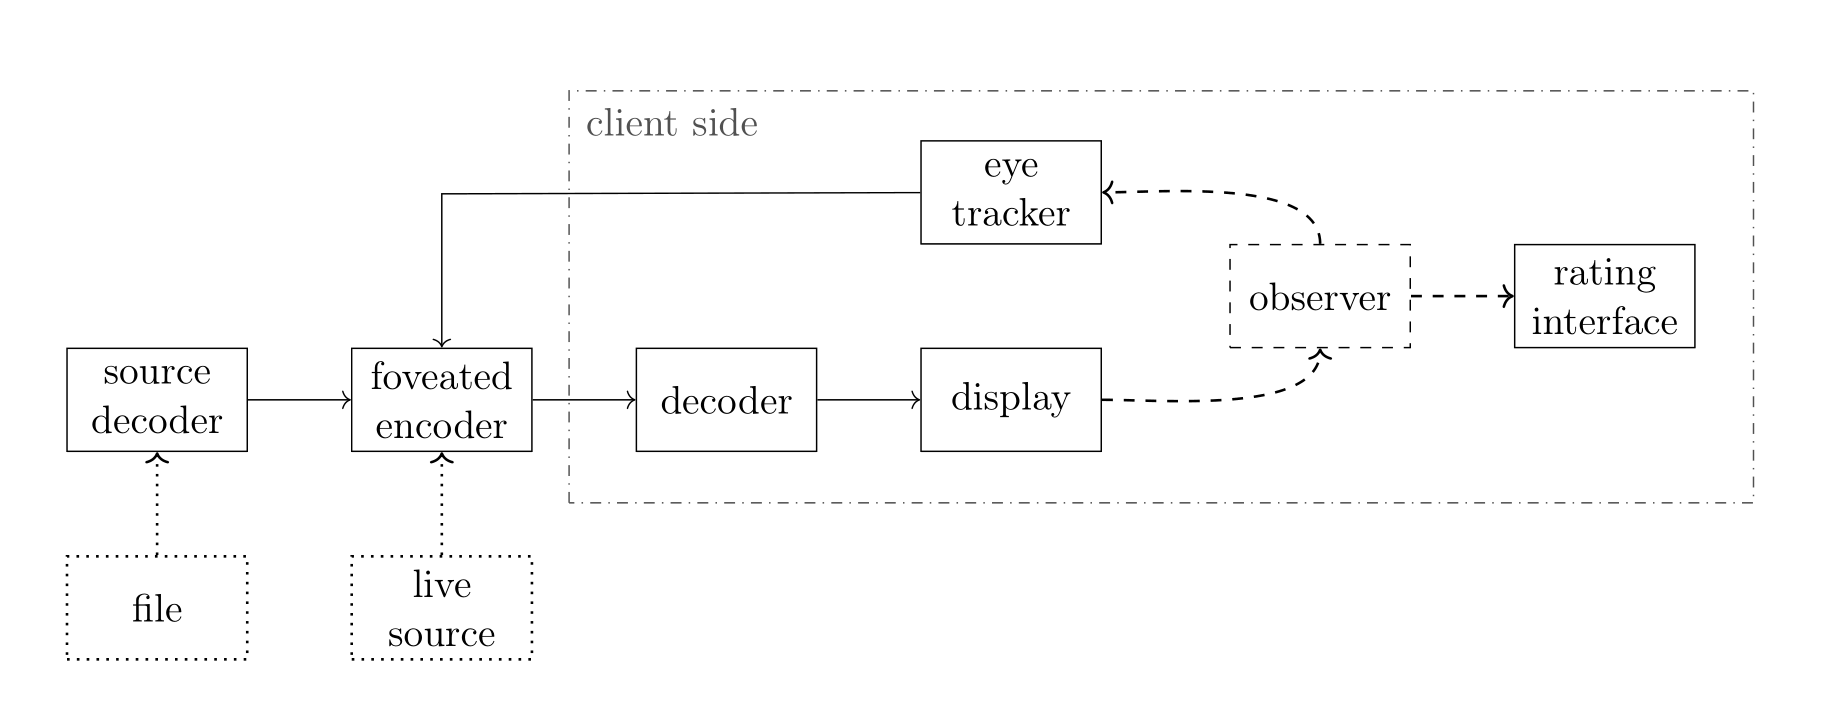 client side
eye
tracker
observer
rating
interface
source
decoder
foveated
encoder
decoder
display
file
live
source